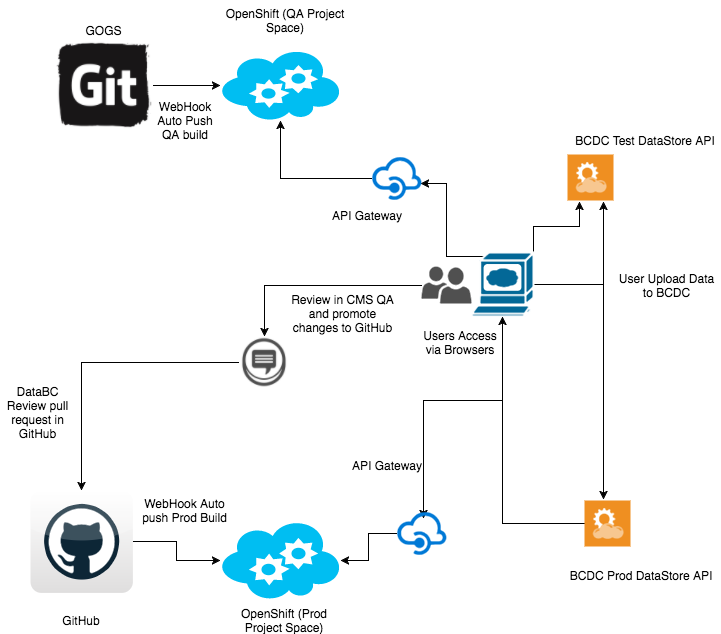 OpenShift (QA Project
Space)
GOGS
Git
WebHook
Auto Push
QA build
BCDC Test DataStore API
API Gateway
User Upload Data
to BCDC
Review in CMS QA
and promote
changes to GitHub
Users Access
via Browsers
DataBC
Review pull
request in
GitHub
API Gateway
WebHook Auto
push Prod Build
BCDC Prod DataStore API
OpenShift (Prod
Project Space)
GitHub